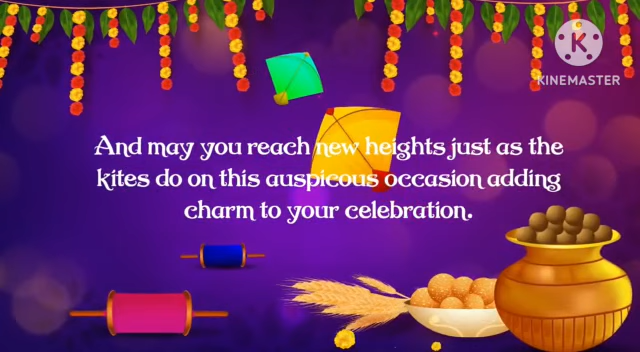 K
KINEMASTER
And may you reach new heights just as the
kites do on this auspicous occasion adding
charm to your celebration.